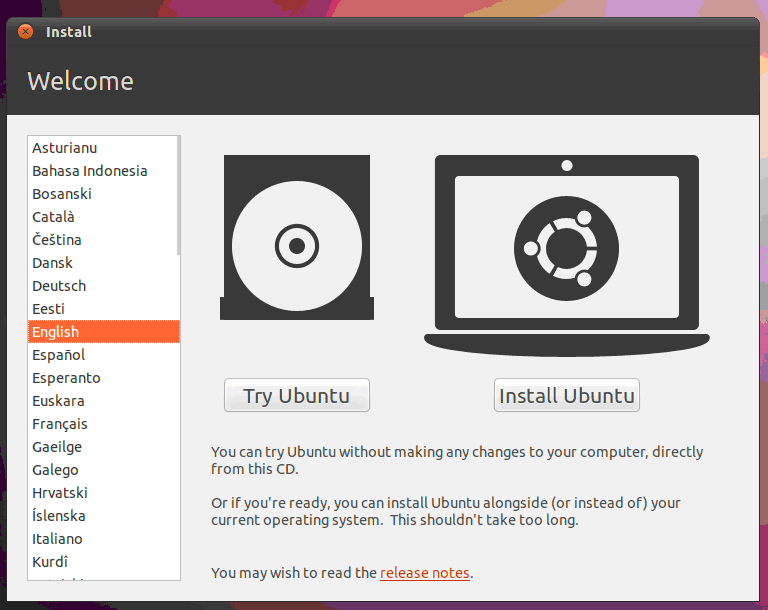 Install
Welcome
Asturianu
Bahasa Indonesia
Bosanski
Català
Čeština
Dansk
Deutsch
Eesti
English
Español
Esperanto
Euskara
Français
Gaeilge
Galego
Hrvatski
Íslenska
Italiano
Kurdî
Try Ubuntu
Install Ubuntu
You can try Ubuntu without making any changes to your computer, directly
from this CD.
Or if you're ready, you can install Ubuntu alongside (or instead of) your
current operating system.  This shouldn't take too long.
You may wish to read the release notes.